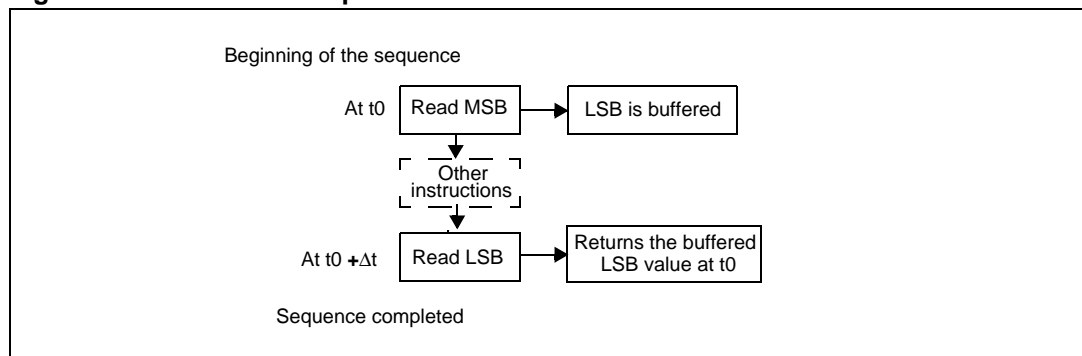 Beginning of the sequence
At t0
Read MSB
LSB is buffered
Other
instructions
At t0 +Δt
Read LSB
Returns the buffered
LSB value at t0
Sequence completed